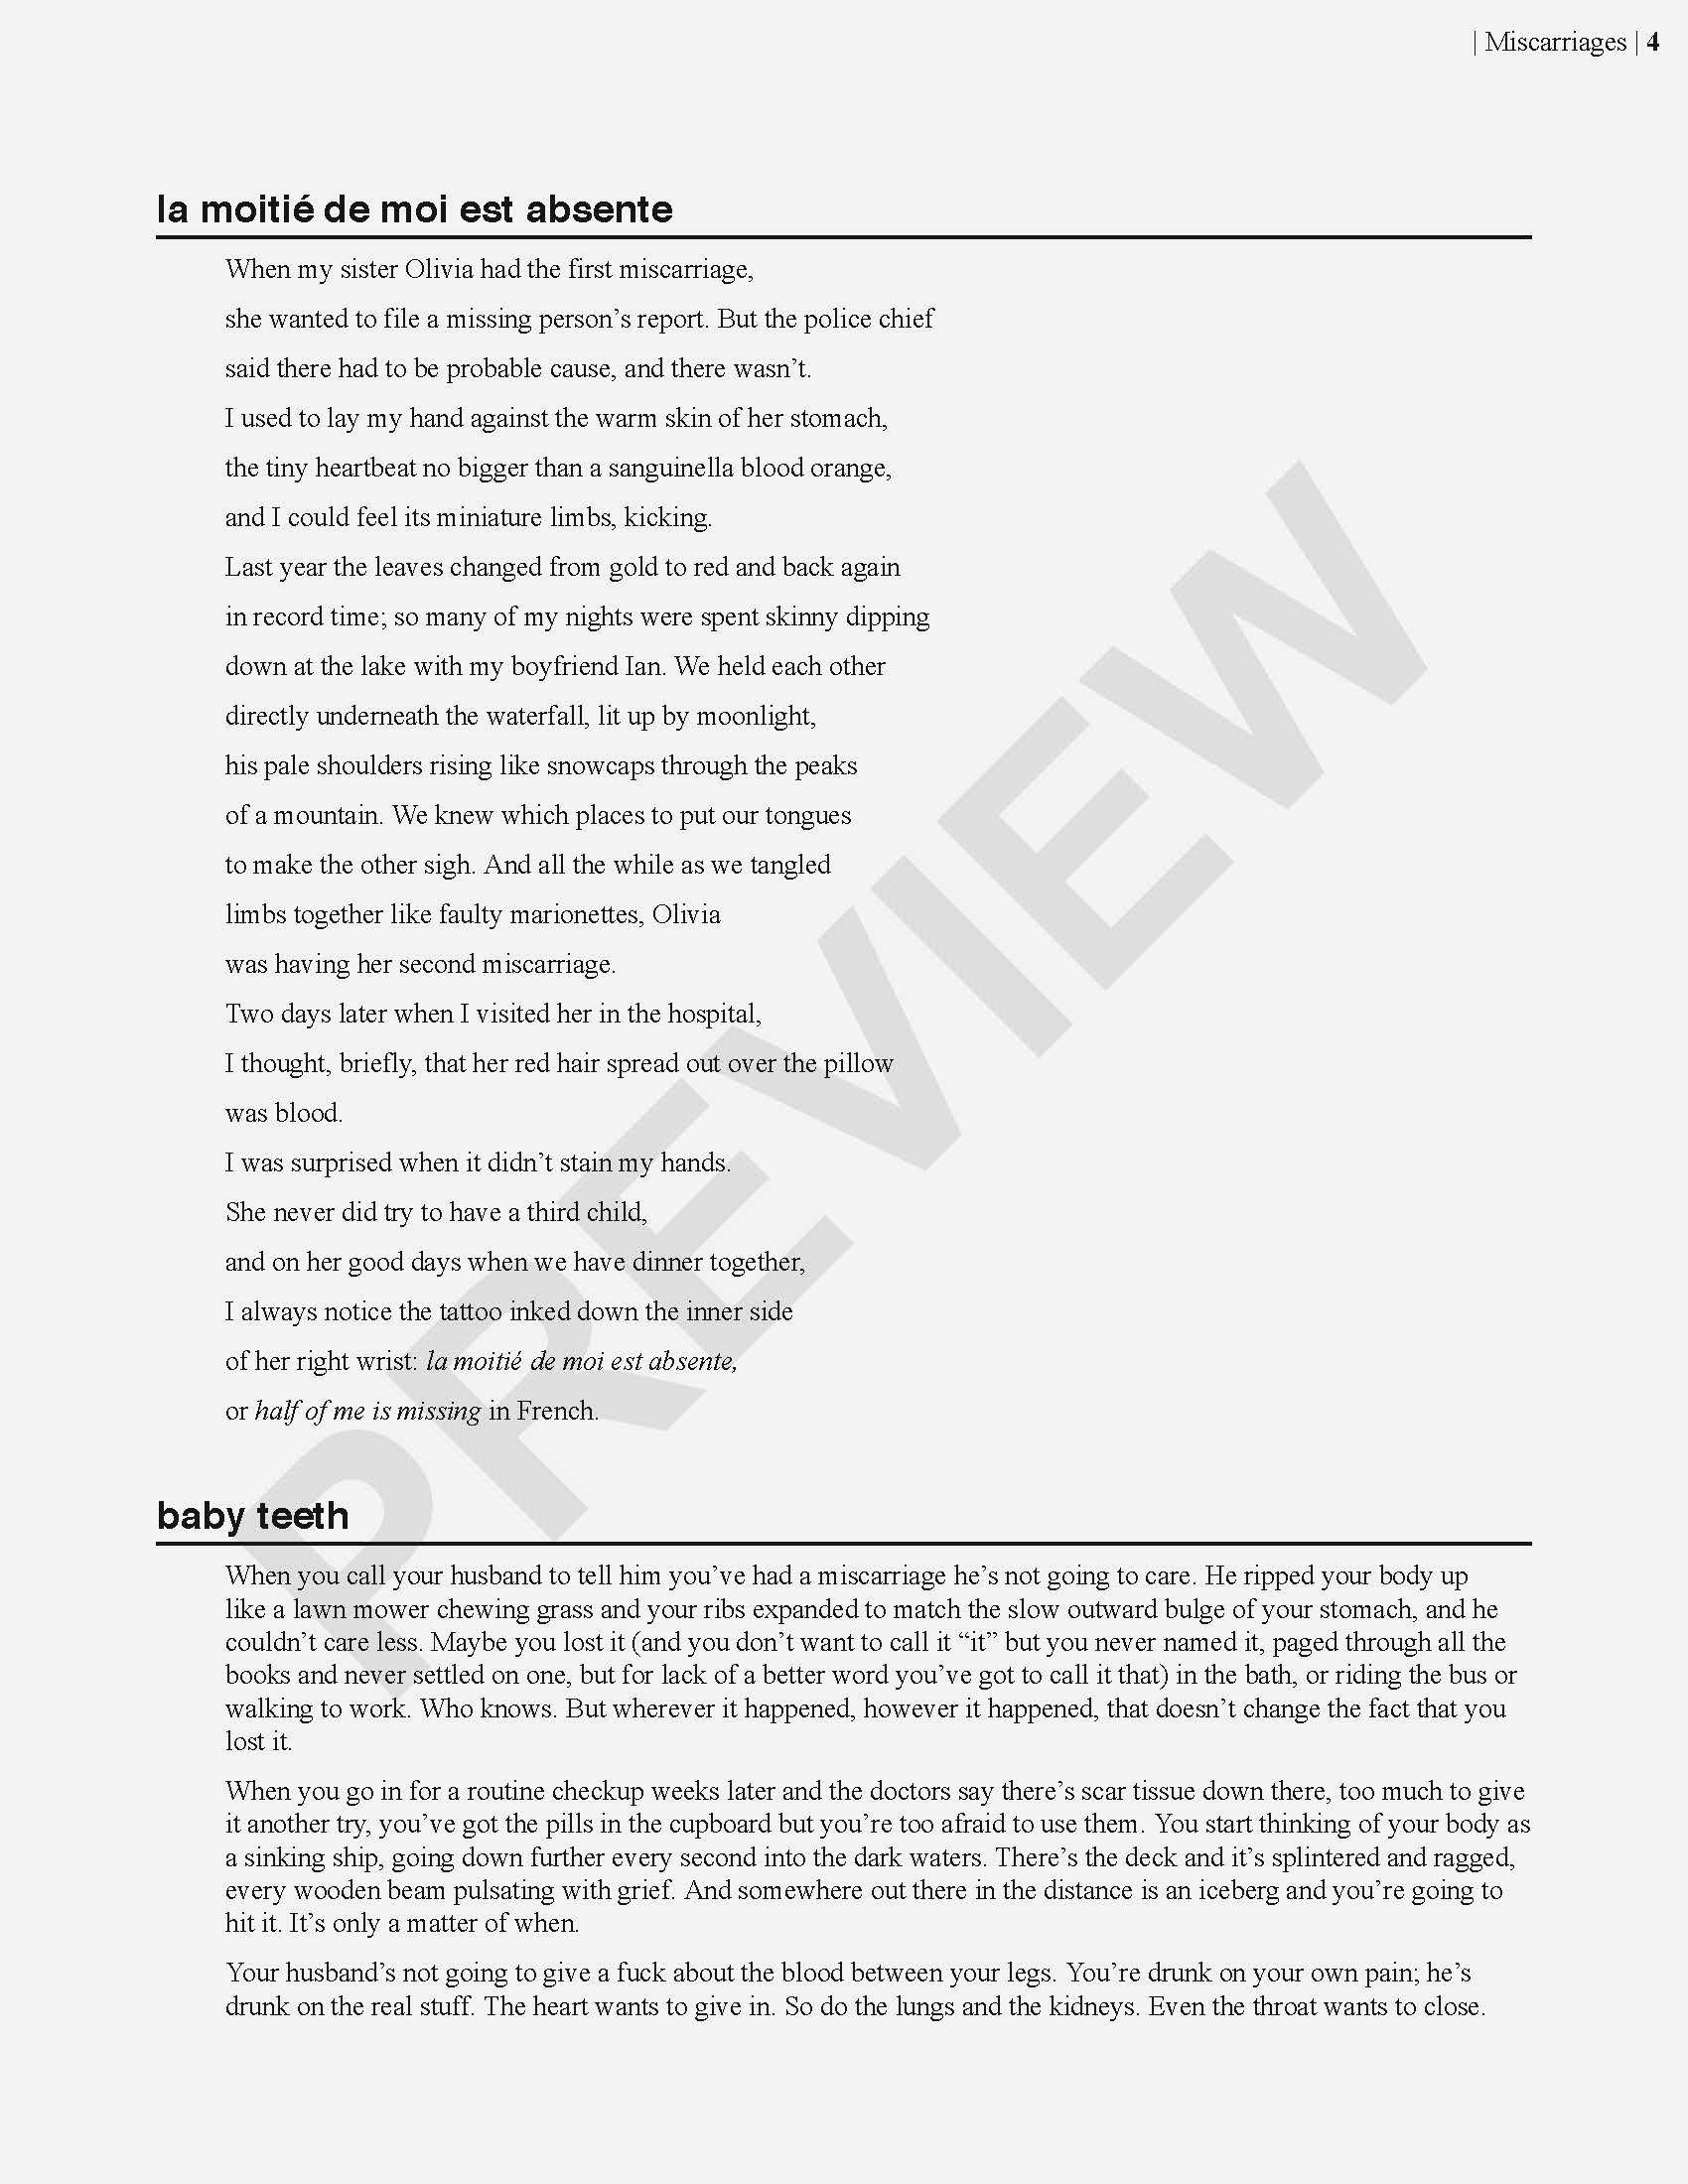 | Miscarriages | 4
la moitié de moi est absente
When my sister Olivia had the first miscarriage,
she wanted to file a missing person’s report. But the police chief
said there had to be probable cause, and there wasn’t.
I used to lay my hand against the warm skin of her stomach,
the tiny heartbeat no bigger than a sanguinella blood orange,
and I could feel its miniature limbs, kicking.
Last year the leaves changed from gold to red and back again
in record time; so many of my nights were spent skinny dipping
down at the lake with my boyfriend Ian. We held each other
directly underneath the waterfall, lit up by moonlight,
his pale shoulders rising like snowcaps through the peaks
of a mountain. We knew which places to put our tongues
to make the other sigh. And all the while as we tangled
limbs together like faulty marionettes, Olivia
was having her second miscarriage.
Two days later when I visited her in the hospital,
I thought, briefly, that her red hair spread out over the pillow
was blood.
I was surprised when it didn’t stain my hands.
She never did try to have a third child,
and on her good days when we have dinner together,
I always notice the tattoo inked down the inner side
of her right wrist: la moitié de moi est absente,
or half of me is missing in French.
baby teeth
When you call your husband to tell him you’ve had a miscarriage he’s not going to care. He ripped your body up
like a lawn mower chewing grass and your ribs expanded to match the slow outward bulge of your stomach, and he
couldn’t care less. Maybe you lost it (and you don’t want to call it “it” but you never named it, paged through all the
books and never settled on one, but for lack of a better word you’ve got to call it that) in the bath, or riding the bus or
walking to work. Who knows. But wherever it happened, however it happened, that doesn’t change the fact that you
lost it.
When you go in for a routine checkup weeks later and the doctors say there’s scar tissue down there, too much to give
it another try, you’ve got the pills in the cupboard but you’re too afraid to use them. You start thinking of your body as
a sinking ship, going down further every second into the dark waters. There’s the deck and it’s splintered and ragged,
every wooden beam pulsating with grief. And somewhere out there in the distance is an iceberg and you’re going to
hit it. It’s only a matter of when.
Your husband’s not going to give a fuck about the blood between your legs. You’re drunk on your own pain; he’s
drunk on the real stuff. The heart wants to give in. So do the lungs and the kidneys. Even the throat wants to close.
PREVIEW